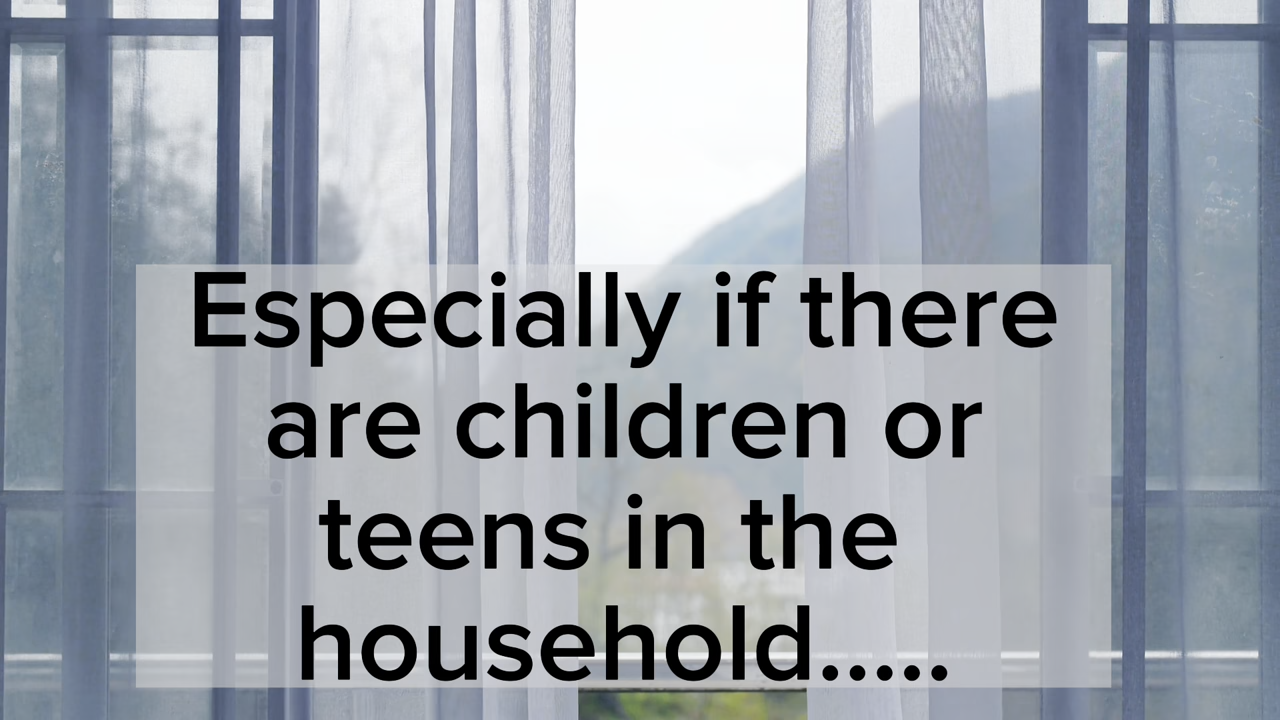 Especially if there
are children or
teens in the
household.....